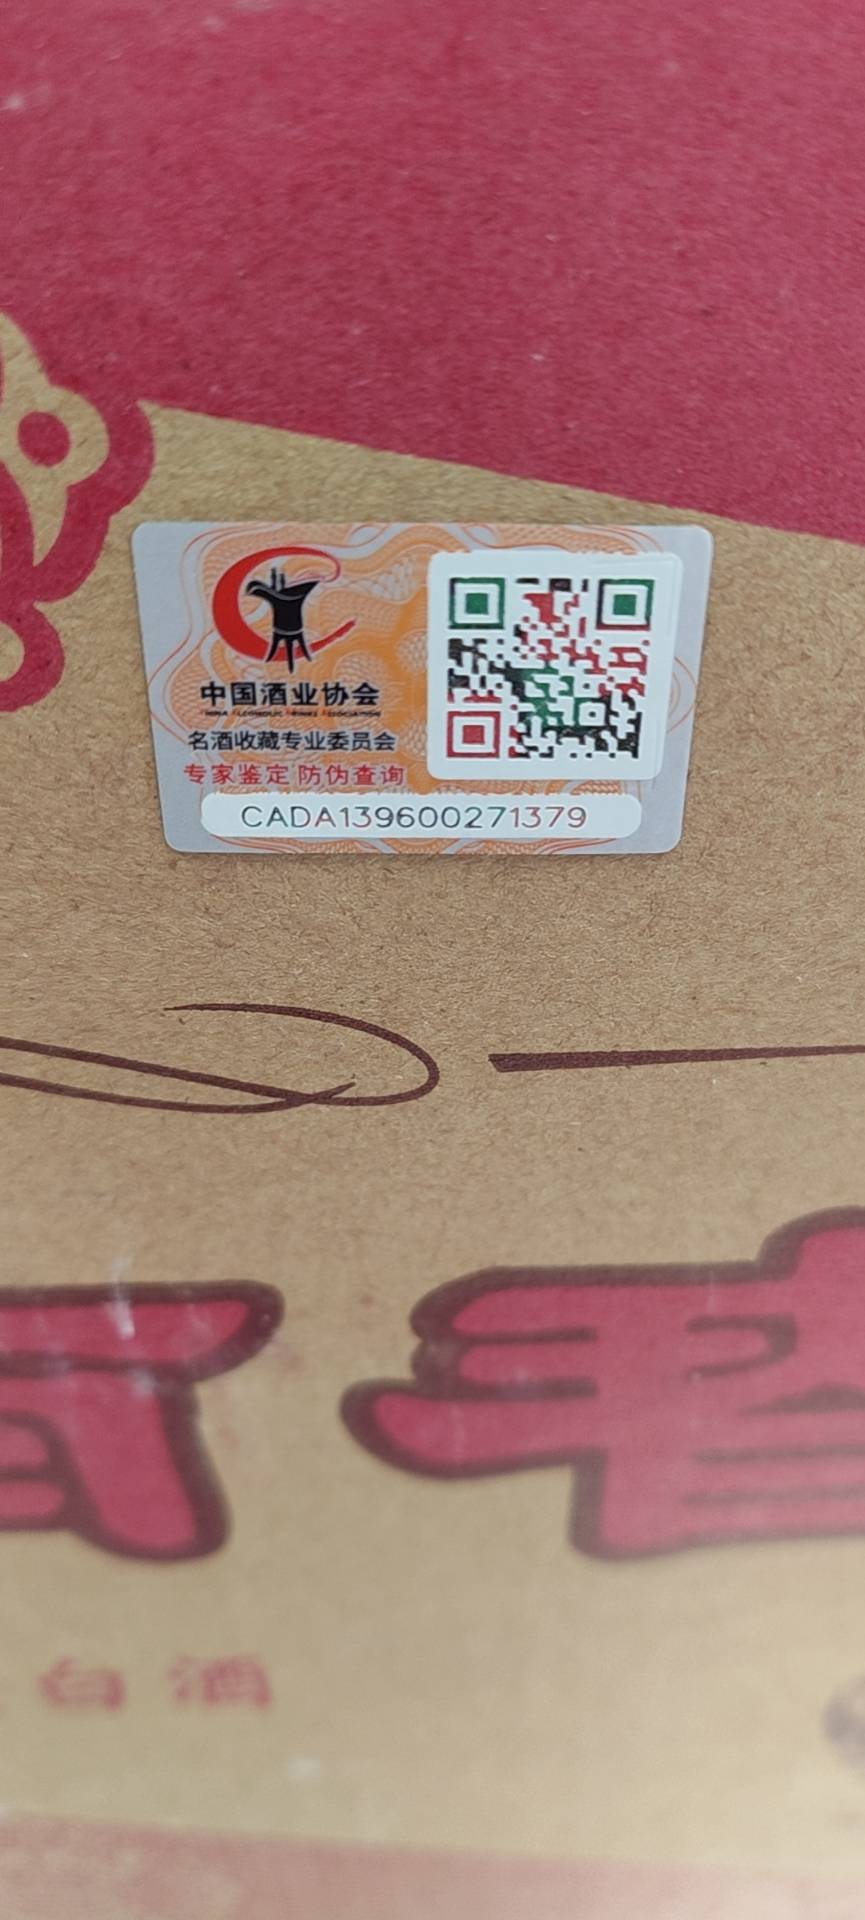 中国酒业协会
名酒收藏专业委员会
专家鉴定 防伪查询
CADA139600271379
白酒